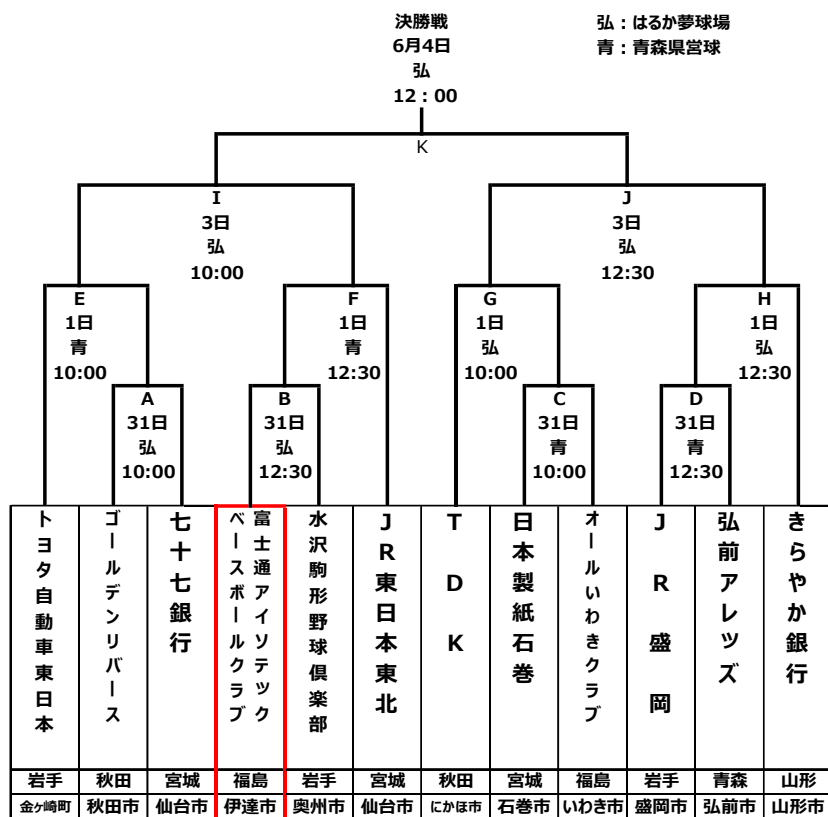 決勝戦
6月4日
弘
12：00
弘：はるか夢球場
青：青森県営球
K
I
3日
弘
10:00
J
3日
弘
12:30
E
1日
青
10:00
F
1日
青
12:30
G
1日
弘
10:00
H
1日
弘
12:30
A
31日
弘
10:00
B
31日
弘
12:30
C
31日
青
10:00
D
31日
青
12:30
トヨタ自動車東日本
ゴールデンリバース
七十七銀行
富士通アイソテック
ベースボールクラブ
水沢駒形野球倶楽部
JR東日本東北
TDK
日本製紙石巻
オールいわきクラブ
JR盛岡
弘前アレッズ
きらやか銀行
岩手 秋田 宮城 福島 岩手 宮城 秋田 宮城 福島 岩手 青森 山形
金ヶ崎町 秋田市 仙台市 伊達市 奥州市 仙台市 にかほ市 石巻市 いわき市 盛岡市 弘前市 山形市